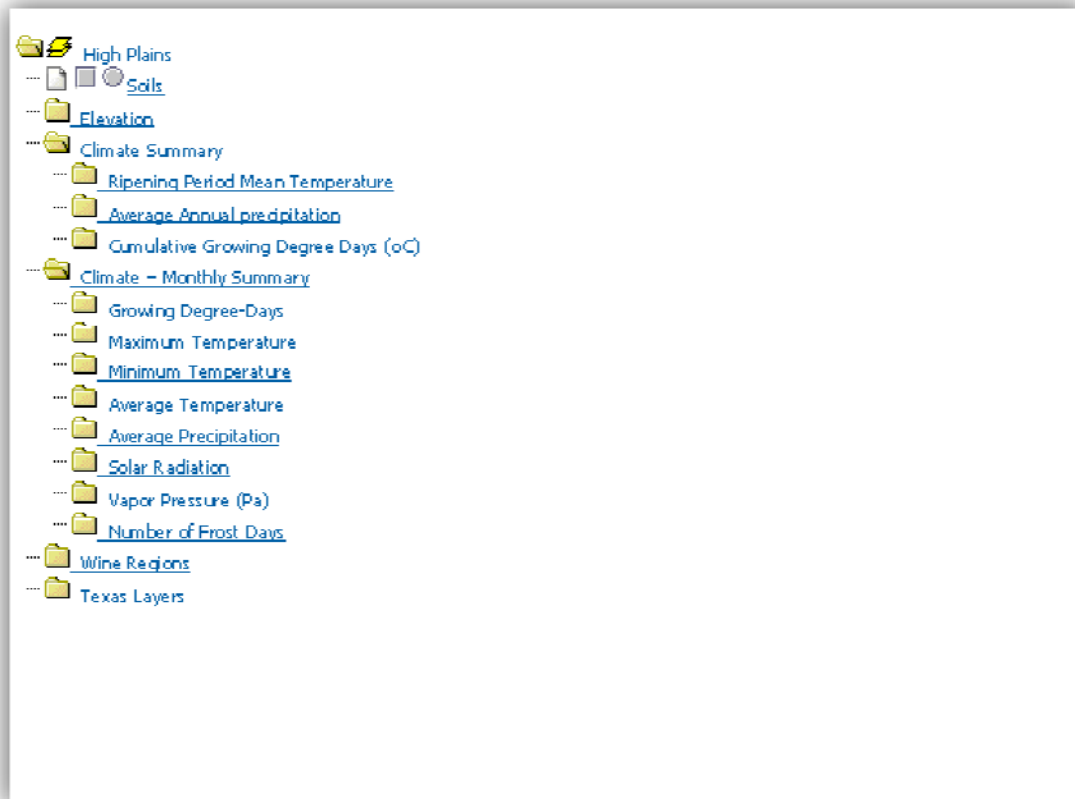 High Plains
Soils
Elevation
Climate Summary
Ripening Period Mean Temperature
Average Annual precipitation
Cumulative Growing Degree Days (oC)
Climate – Monthly Summary
Growing Degree-Days
Maximum Temperature
Minimum Temperature
Average Temperature
Average Precipitation
Solar Radiation
Vapor Pressure (Pa)
Number of Frost Days
Wine Regions
Texas Layers